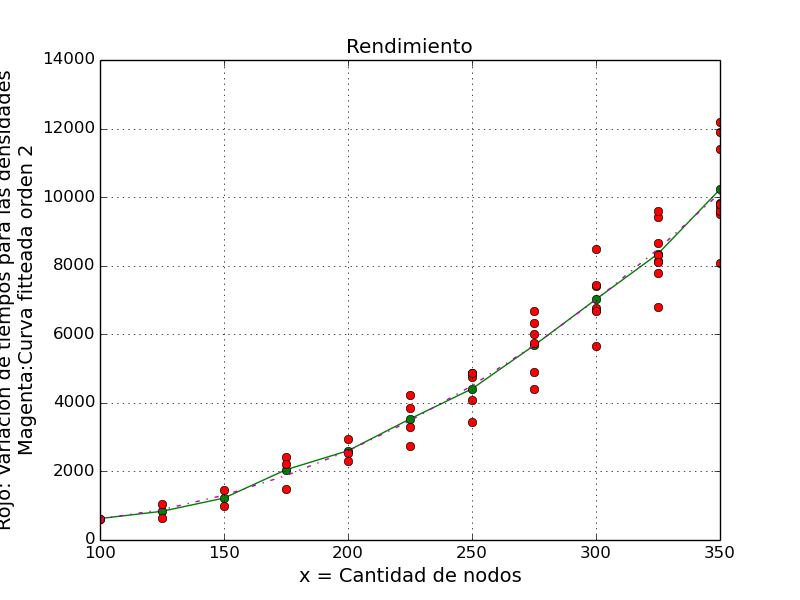 Rendimiento
Rojo: Variacion de tiempos para las densidades
Magenta:Curva fitteada orden 2
14000
12000
10000
8000
6000
4000
2000
0
100 150 200 250 300 350
x = Cantidad de nodos